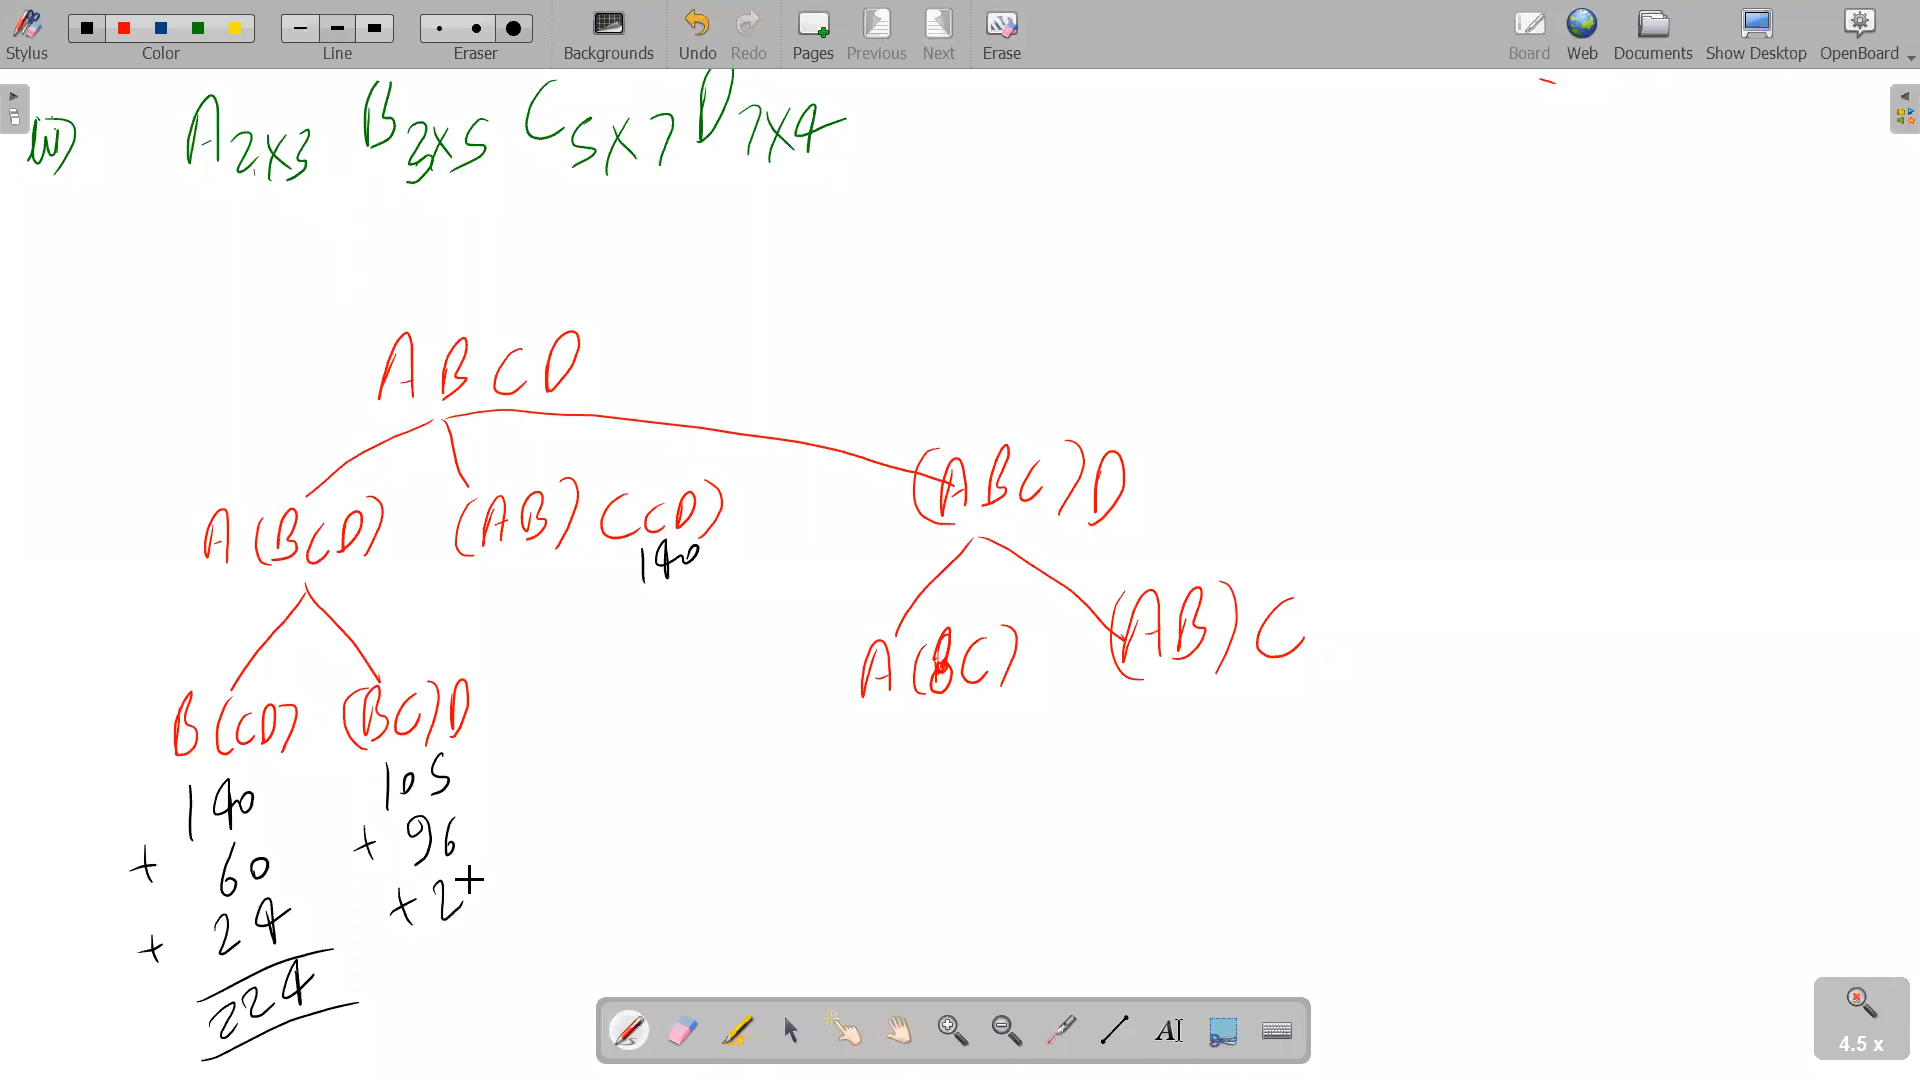 Stylus Color Line Eraser Backgrounds Undo Redo Pages Previous Next Erase Board Web Documents Show Desktop OpenBoard
A2x3 B3x5 C5x7 D7x4
A B C D
(ABC)D
A(BCD) (AB)(CD)
140
A(BC) (AB)C
B(CD) (BC)D
140 105
+ 60 + 96
+ 24 + 2
224
4.5 x